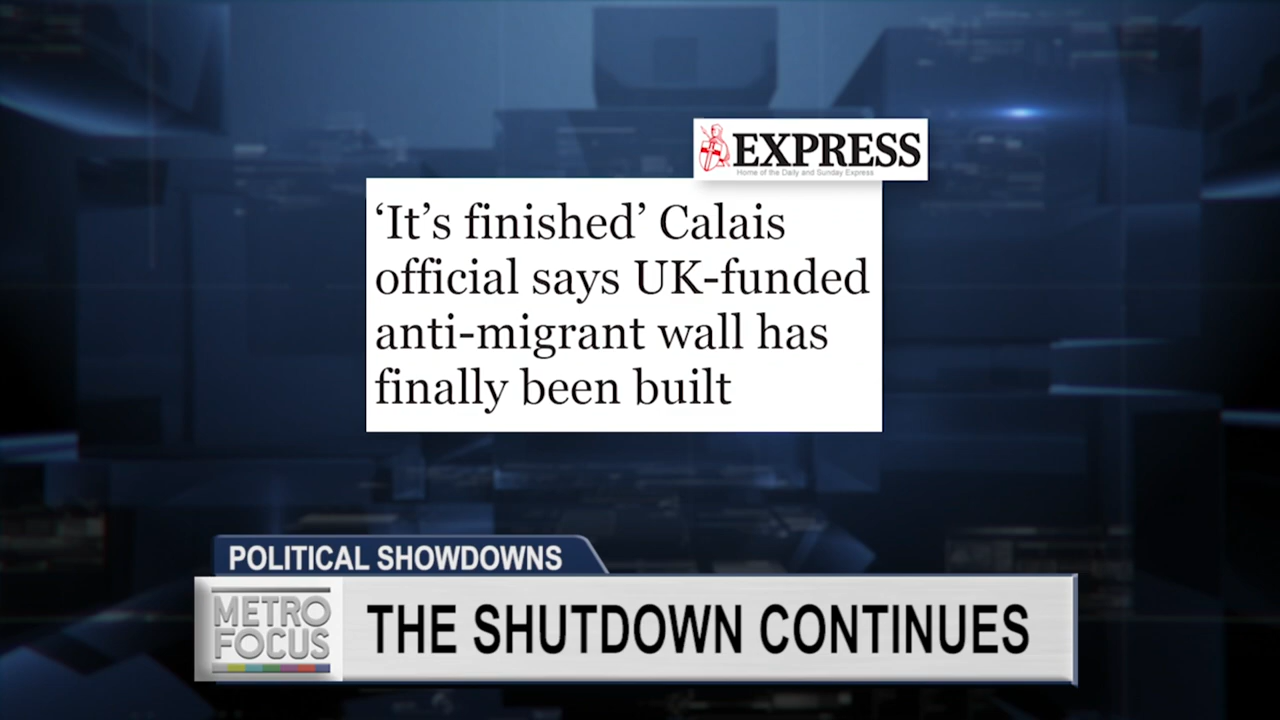 EXPRESS
Home of the Daily and Sunday Express
‘It’s finished’ Calais
official says UK-funded
anti-migrant wall has
finally been built
POLITICAL SHOWDOWNS
METRO
FOCUS
THE SHUTDOWN CONTINUES